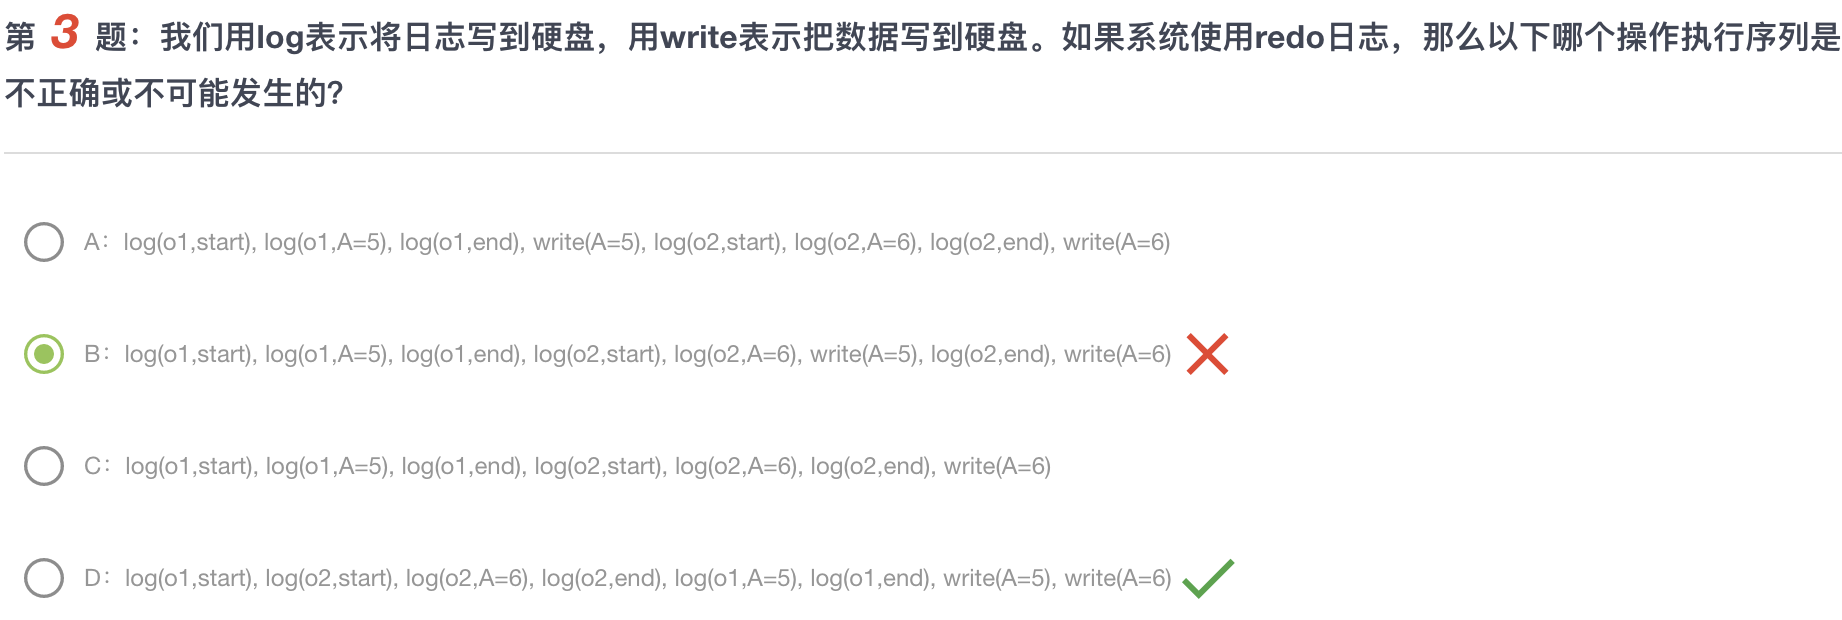 第 3 题：我们用log表示将日志写到硬盘，用write表示把数据写到硬盘。如果系统使用redo日志，那么以下哪个操作执行序列是
不正确或不可能发生的?
A：log(o1,start), log(o1,A=5), log(o1,end), write(A=5), log(o2,start), log(o2,A=6), log(o2,end), write(A=6)
B：log(o1,start), log(o1,A=5), log(o1,end), log(o2,start), log(o2,A=6), write(A=5), log(o2,end), write(A=6)
C：log(o1,start), log(o1,A=5), log(o1,end), log(o2,start), log(o2,A=6), log(o2,end), write(A=6)
D：log(o1,start), log(o2,start), log(o2,A=6), log(o2,end), log(o1,A=5), log(o1,end), write(A=5), write(A=6)